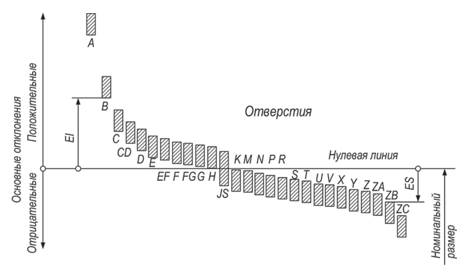 A
B
C
CD
D
E
EF F FG G H
JS
K M N P R
S T U V X Y Z ZA
ZB
ZC
Отверстия
Нулевая линия
EI
ES
Основные отклонения
Отрицательные Положительные
Номинальный
размер